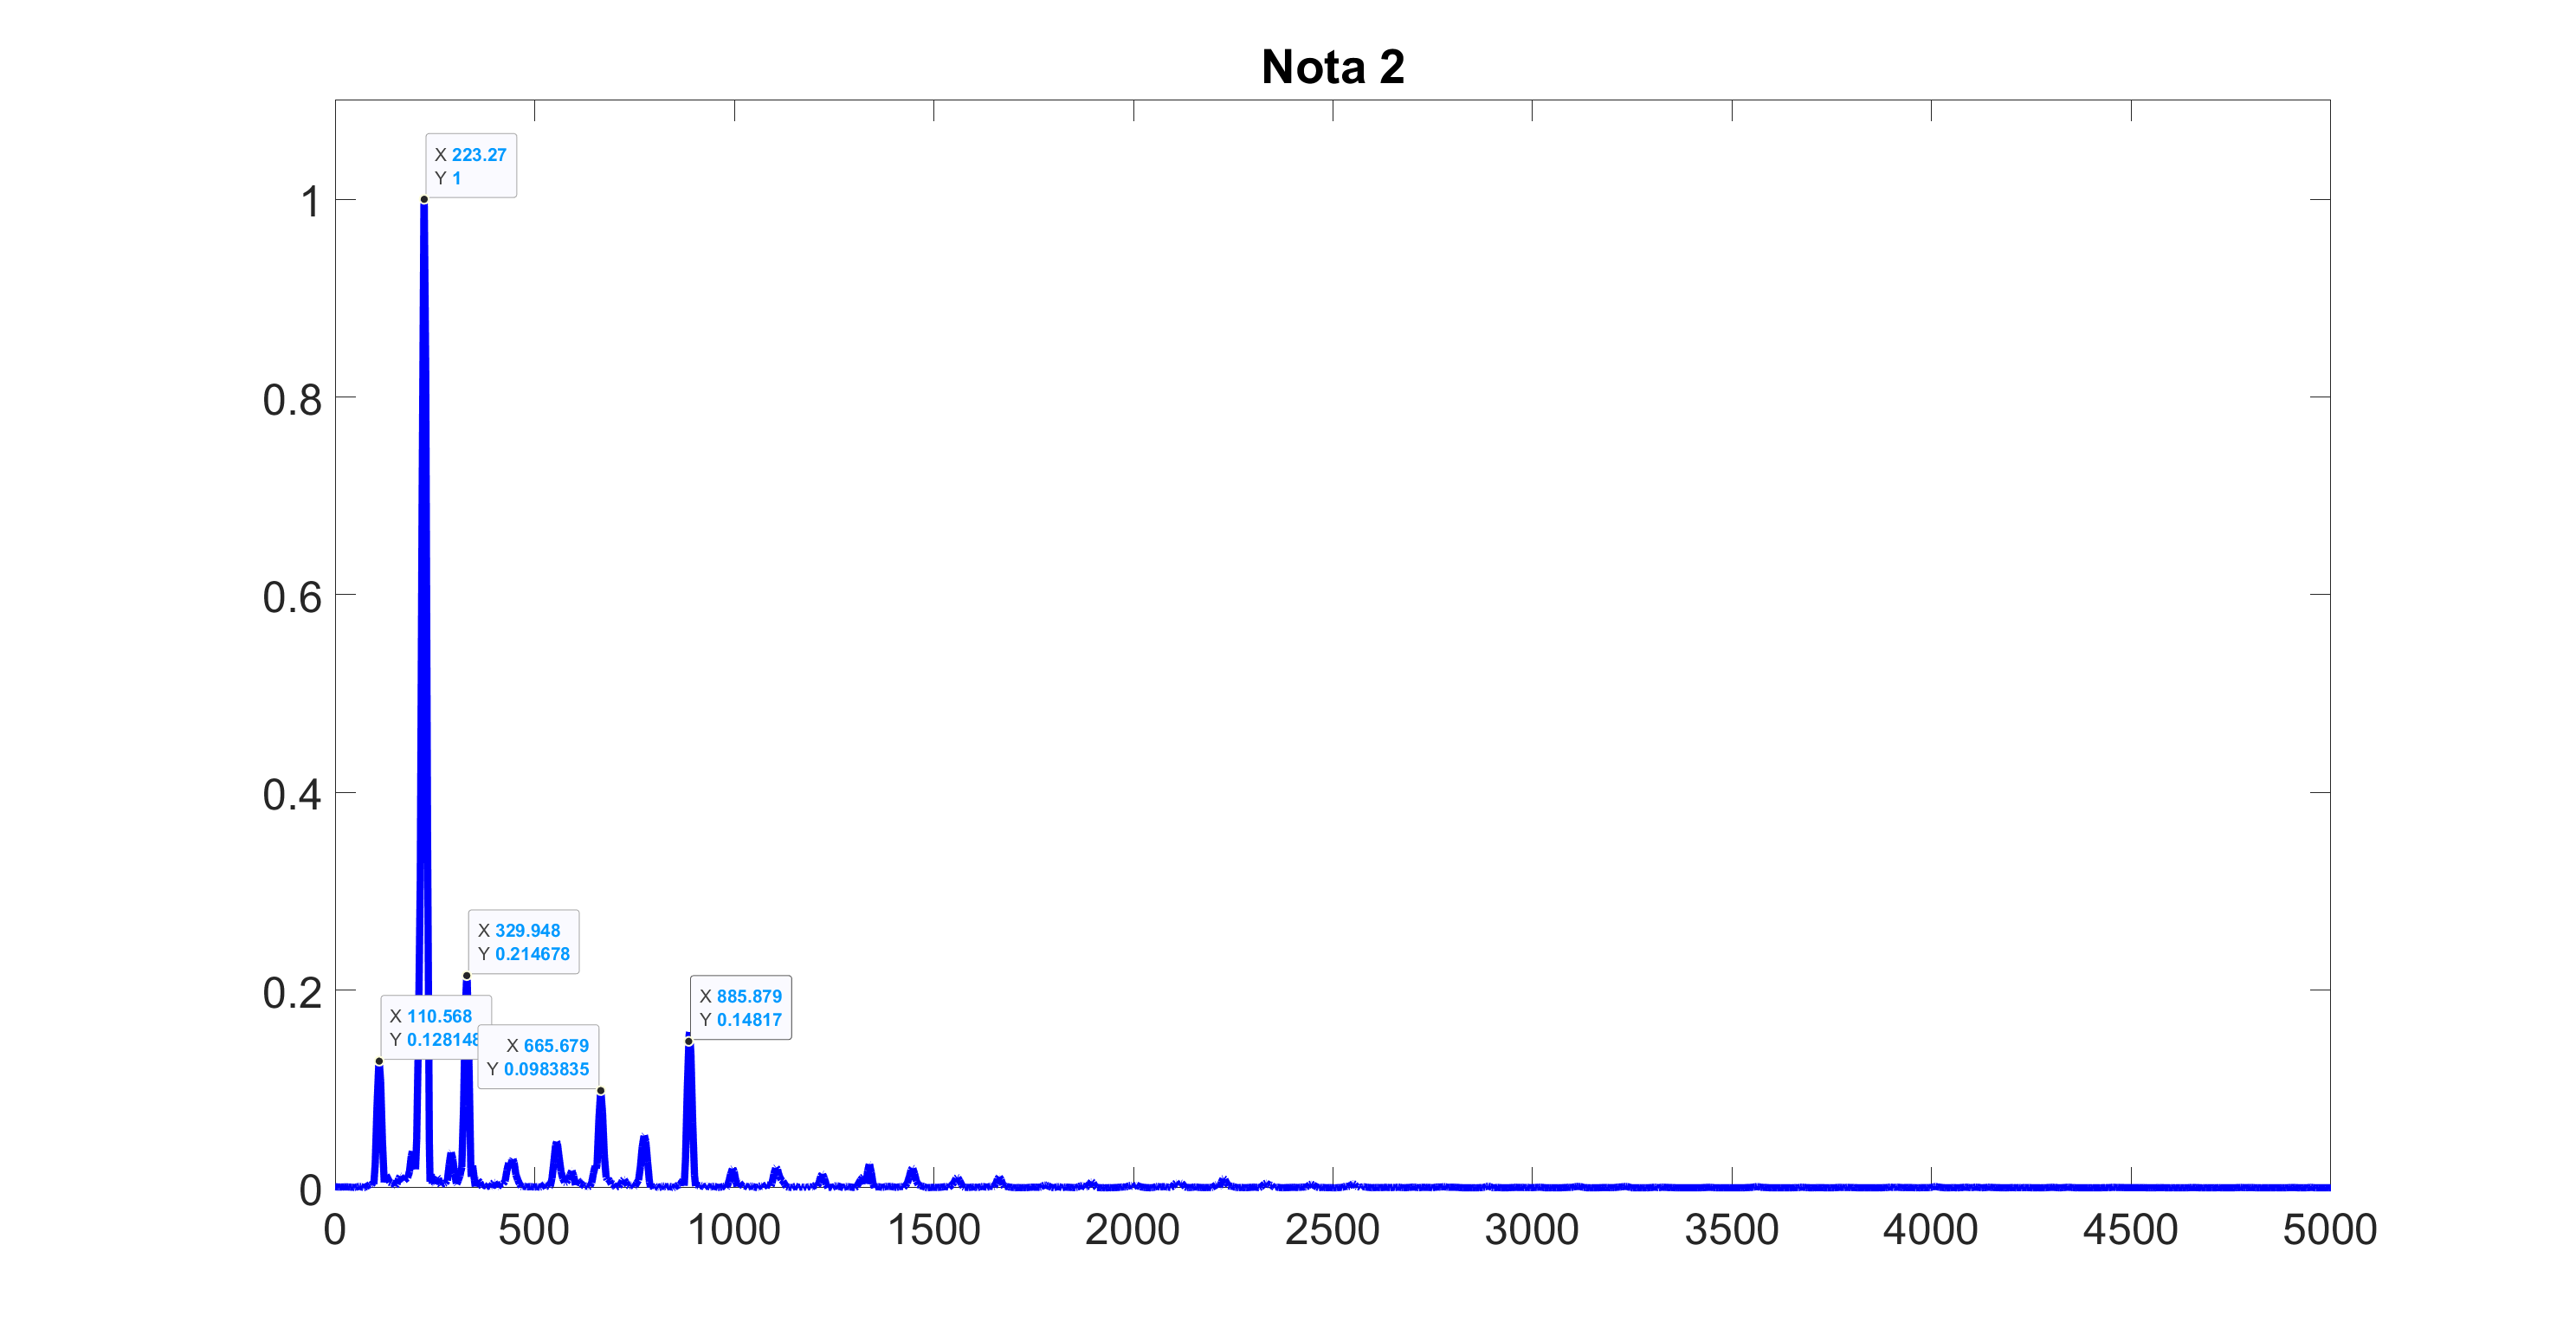 Nota 2
X 223.27
Y 1
1
0.8
0.6
0.4
X 329.948
Y 0.214678
0.2
X 885.879
Y 0.14817
X 110.568
Y 0.128148
X 665.679
Y 0.0983835
0
0 500 1000 1500 2000 2500 3000 3500 4000 4500 5000